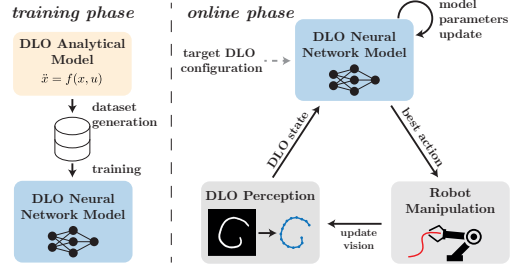 training phase
DLO Analytical
Model
ẍ = f(x, u)
dataset
generation
training
DLO Neural
Network Model
online phase
model
parameters
update
DLO Neural
Network Model
target DLO
configuration
DLO state
best action
DLO Perception
update
vision
Robot
Manipulation